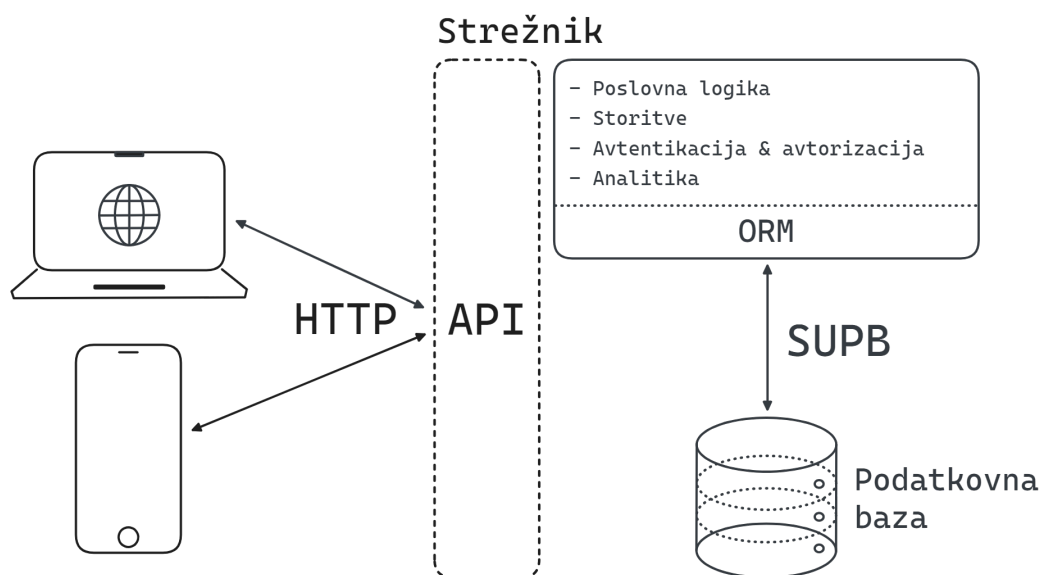 Strežnik
- Poslovna logika
- Storitve
- Avtentikacija & avtorizacija
- Analitika
ORM
HTTP
API
SUPB
Podatkovna
baza